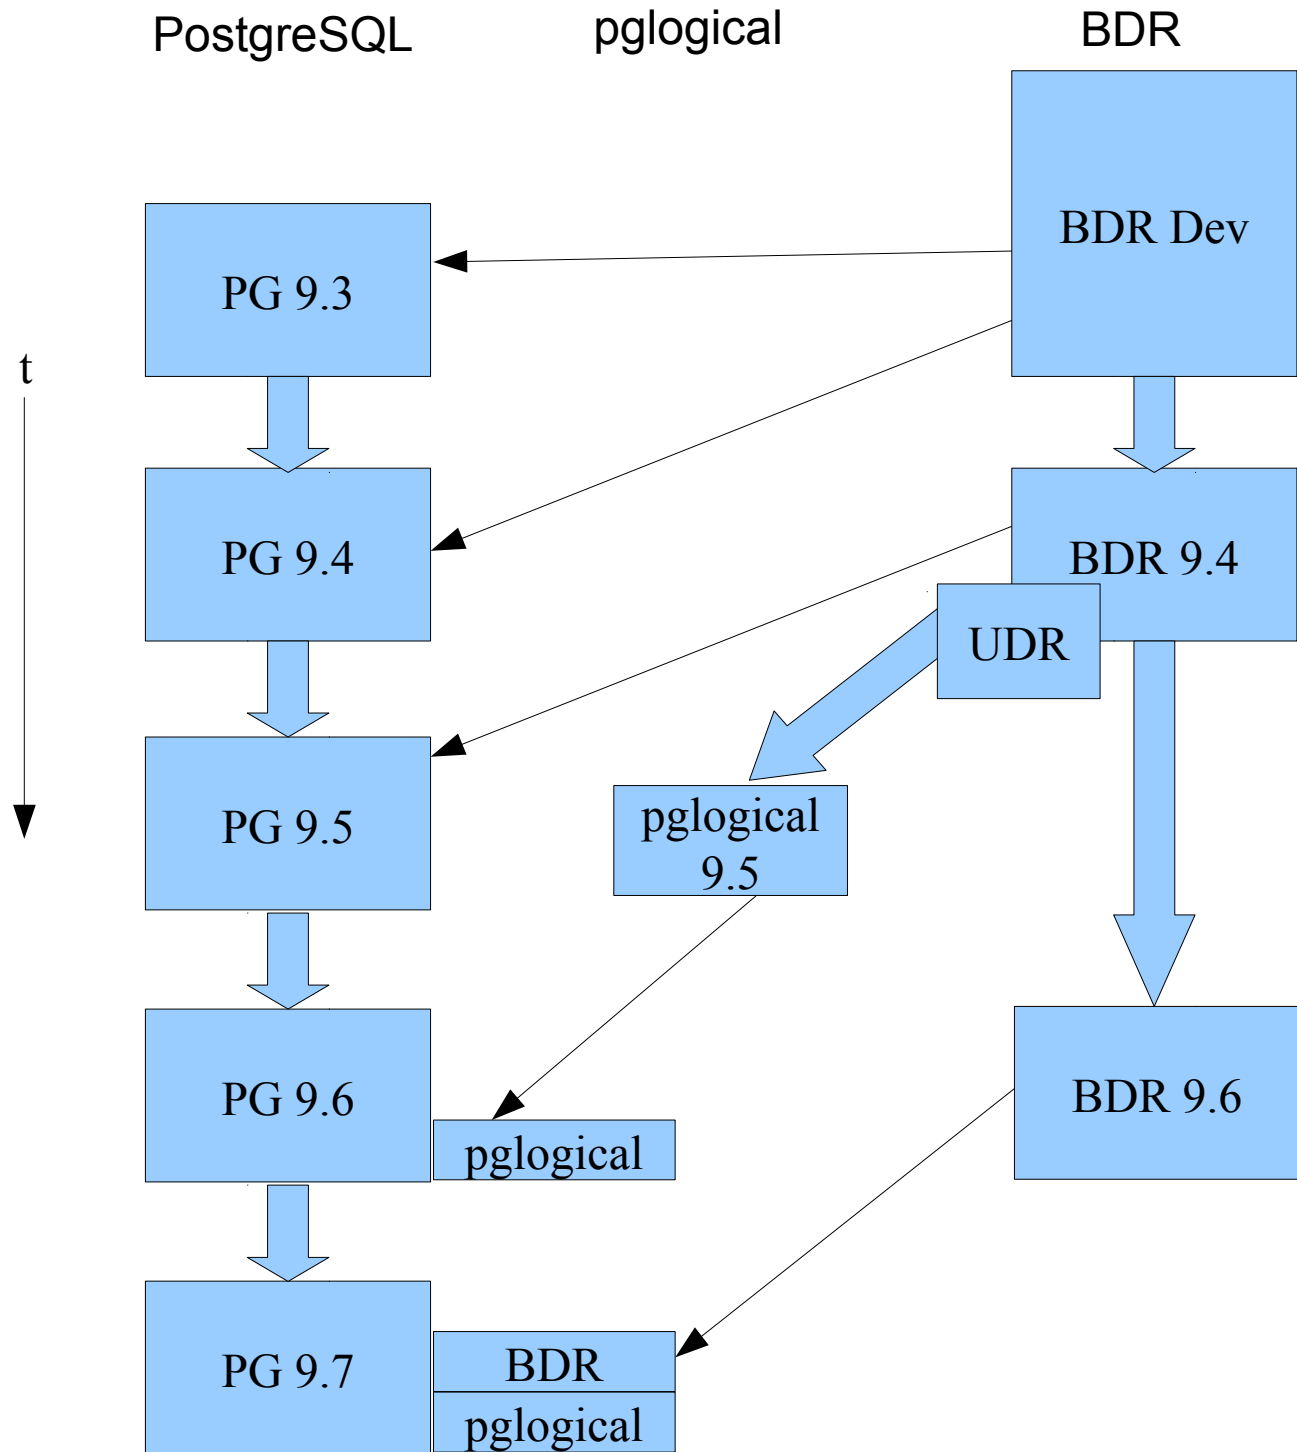 PostgreSQL
pglogical
BDR
BDR Dev
PG 9.3
t
PG 9.4
BDR 9.4
UDR
PG 9.5
pglogical
9.5
PG 9.6
pglogical
BDR 9.6
PG 9.7
BDR
pglogical